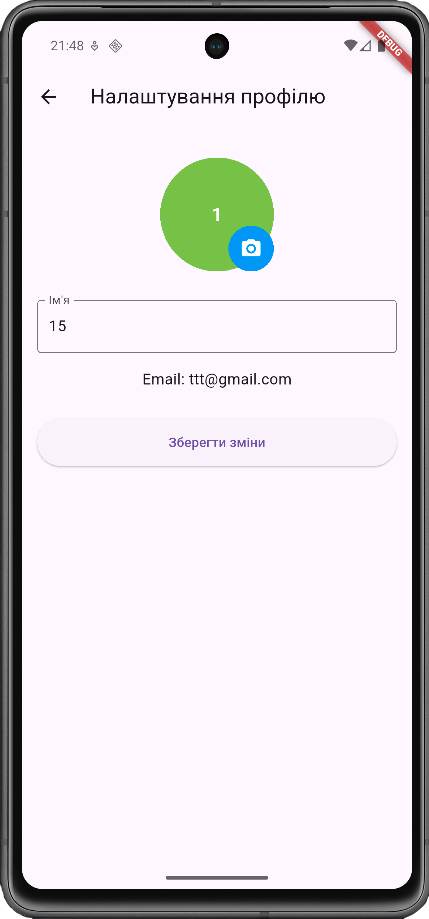 21:48
DEBUG
Налаштування профілю
1
Ім'я
15
Email: ttt@gmail.com
Зберегти зміни